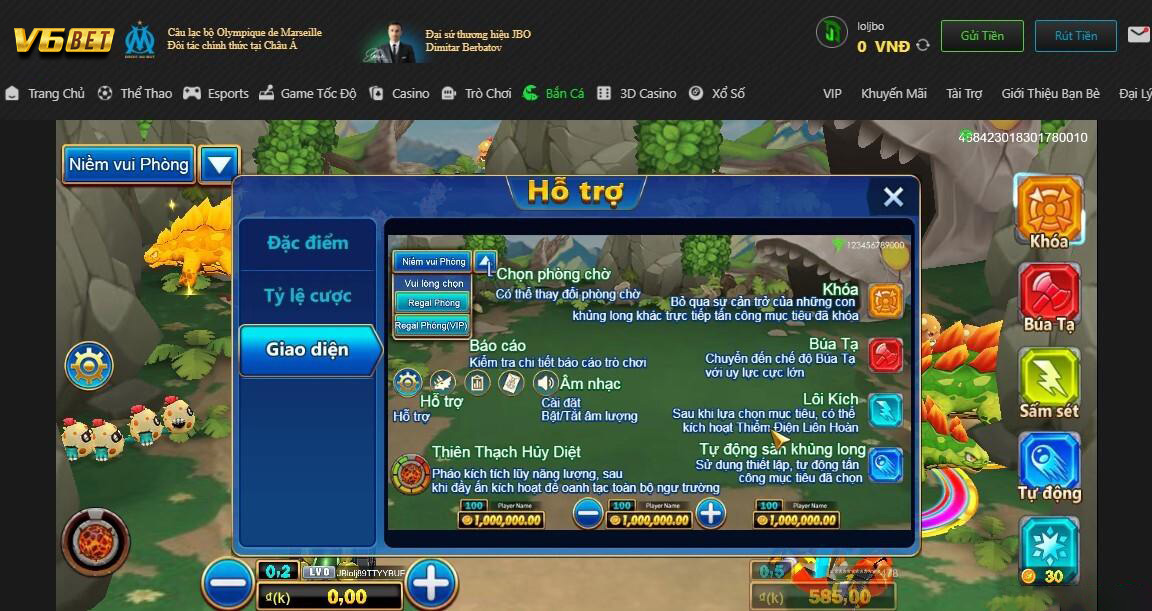 V6BET
Câu lạc bộ Olympique de Marseille
Đôi tác chính thức tại Châu Á
Đại sứ thương hiệu JBO
Dimitar Berbatov
loljbo
0 VNĐ
Gửi Tiền
Rút Tiền
Trang Chủ
Thể Thao
Esports
Game Tốc Độ
Casino
Trò Chơi
Bắn Cá
3D Casino
Xổ Số
VIP
Khuyến Mãi
Tài Trợ
Giới Thiệu Bạn Bè
Đại Lý
Niềm vui Phòng
Hỗ trợ
Đặc điểm
Tỷ lệ cược
Giao diện
123456789000
Niềm vui Phòng
Vui lòng chọn
Regal Phòng
Regal Phòng(VIP)
Chọn phòng chờ
Có thể thay đổi phòng chờ
Khóa
Bỏ qua sự cản trở của những con
khủng long khác trực tiếp tấn công mục tiêu đã khóa
Báo cáo
Kiểm tra chi tiết báo cáo trò chơi
Búa Tạ
Chuyển đến chế độ Búa Tạ
với uy lực cực lớn
Âm nhạc
Cài đặt
Bật/Tắt âm lượng
Hỗ trợ
Hỗ trợ
Lôi Kích
Sau khi lựa chọn mục tiêu, có thể
kích hoạt Thiểm Điện Liên Hoàn
Thiên Thạch Hủy Diệt
Pháo kích tích lũy năng lượng, sau
khi đầy ấn kích hoạt để oanh tạc toàn bộ ngư trường
Tự động săn khủng long
Sử dụng thiết lập, tự động tấn
công mục tiêu đã chọn
100 Player Name
1,000,000.00
100 Player Name
1,000,000.00
100 Player Name
1,000,000.00
Khóa
Búa Tạ
Sấm sét
Tự động
30
0,2
LV0
đ(k) 0,00
0,5
đ(k) 585,00